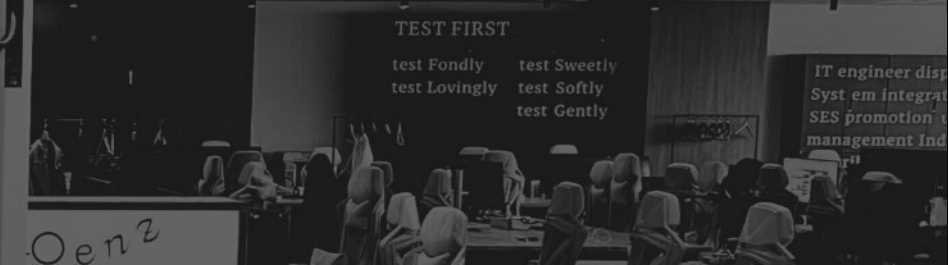 TEST FIRST
test Fondly test Sweetly
test Lovingly test Softly
test Gently
IT engineer disp
Syst em integrat
SES promotion u
management Ind
Oenz